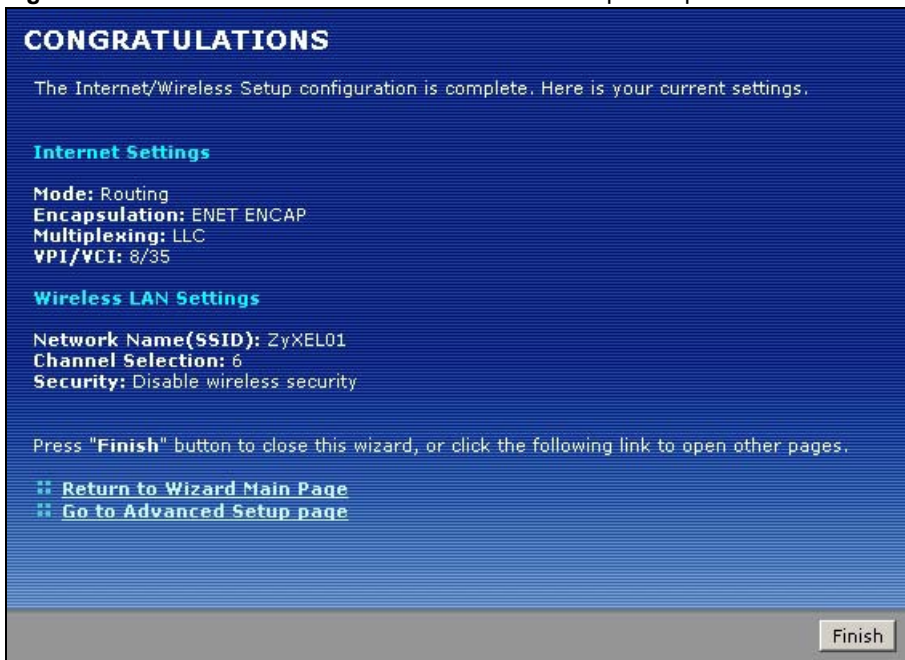 CONGRATULATIONS
The Internet/Wireless Setup configuration is complete. Here is your current settings.
Internet Settings
Mode: Routing
Encapsulation: ENET ENCAP
Multiplexing: LLC
VPI/VCI: 8/35
Wireless LAN Settings
Network Name(SSID): ZyXEL01
Channel Selection: 6
Security: Disable wireless security
Press "Finish" button to close this wizard, or click the following link to open other pages.
Return to Wizard Main Page
Go to Advanced Setup page
Finish